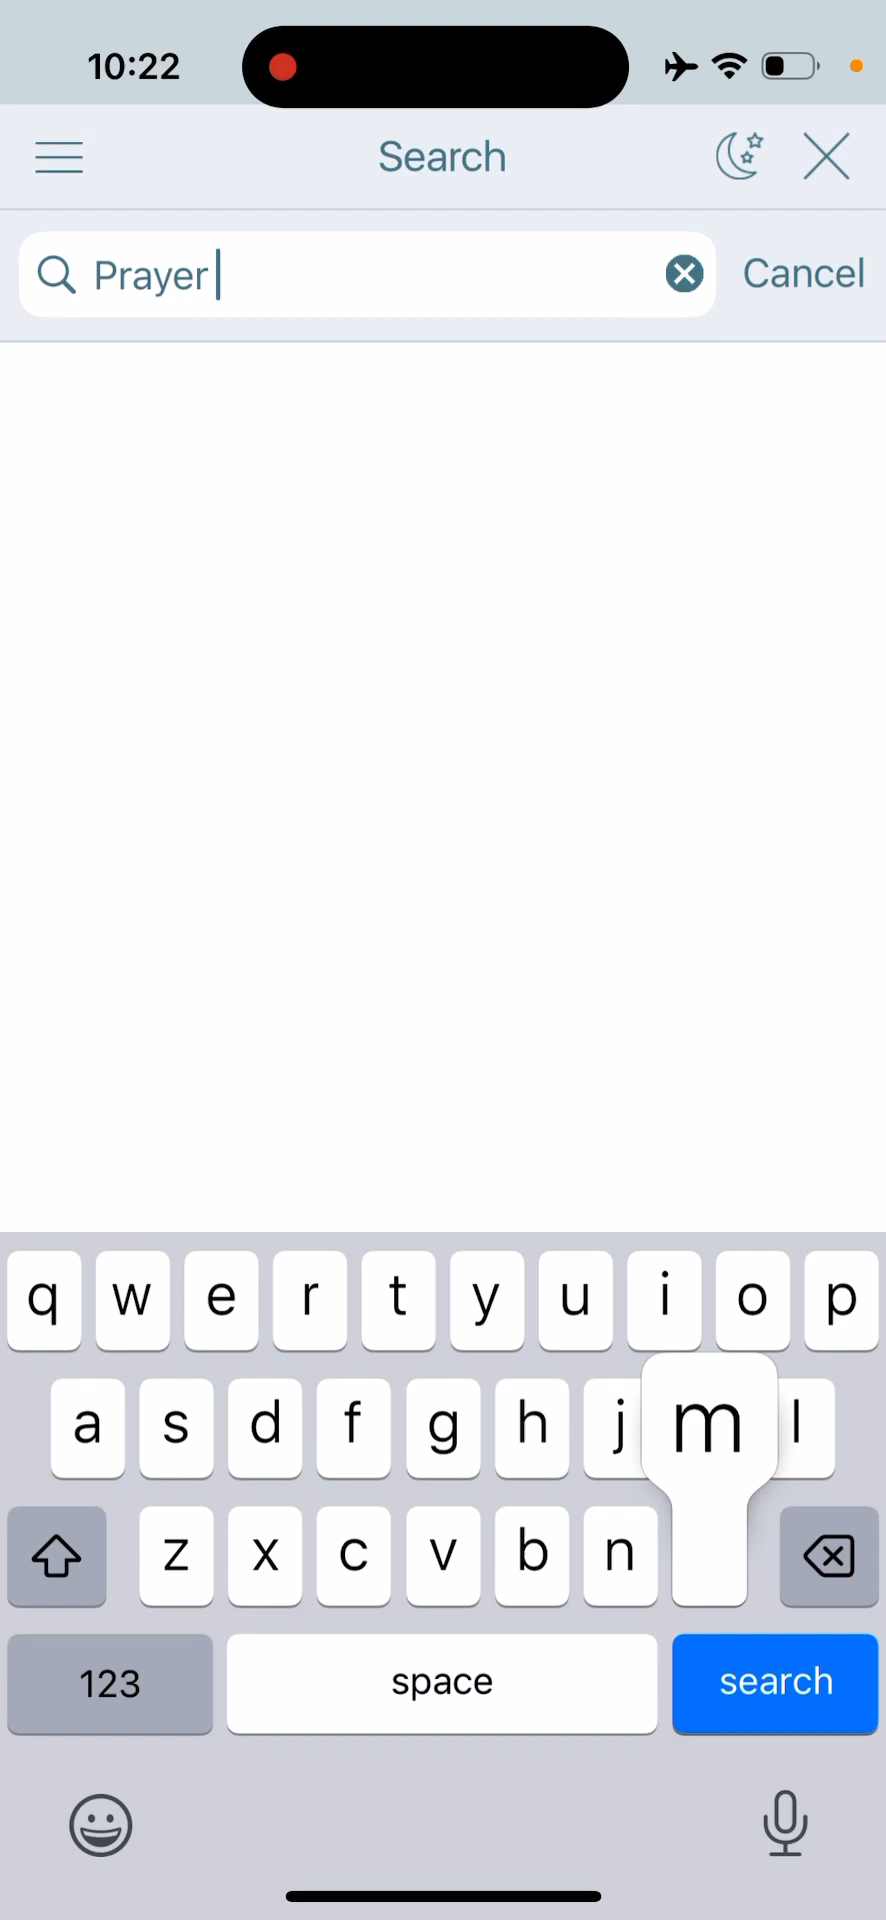 10:22
Search
Prayer
Cancel
q w e r t y u i o p
a s d f g h j m l
z x c v b n
123 space search